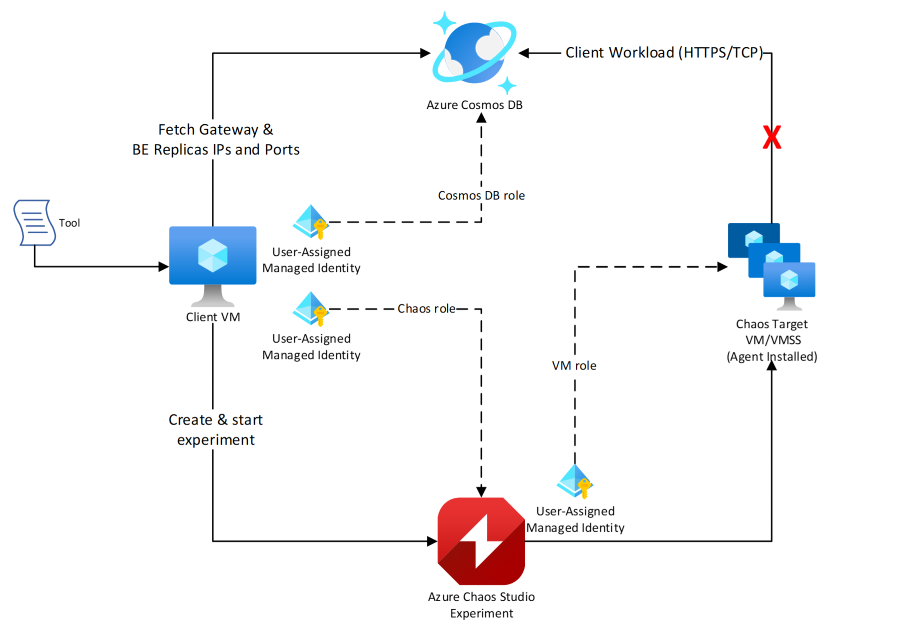 Client Workload (HTTPS/TCP)
Azure Cosmos DB
Fetch Gateway &
BE Replicas IPs and Ports
Cosmos DB role
Tool
User-Assigned
Managed Identity
Client VM
Chaos role
User-Assigned
Managed Identity
Chaos Target
VM/VMSS
(Agent Installed)
VM role
Create & start
experiment
User-Assigned
Managed Identity
Azure Chaos Studio
Experiment